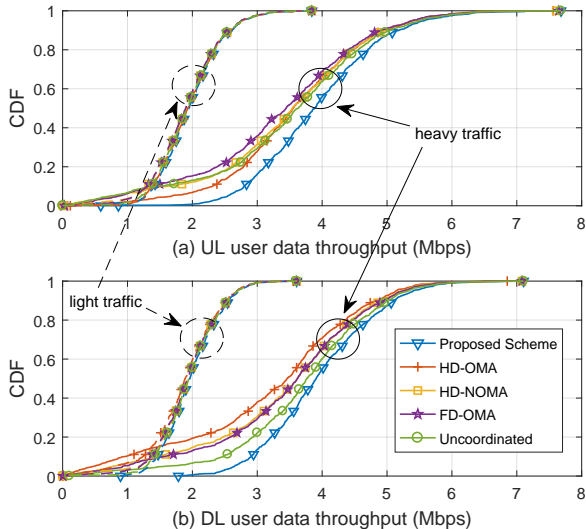 1
0.8
0.6
0.4
0.2
0
CDF
heavy traffic
0 1 2 3 4 5 6 7 8
(a) UL user data throughput (Mbps)
light traffic
1
0.8
0.6
0.4
0.2
0
CDF
Proposed Scheme
HD-OMA
HD-NOMA
FD-OMA
Uncoordinated
0 1 2 3 4 5 6 7 8
(b) DL user data throughput (Mbps)